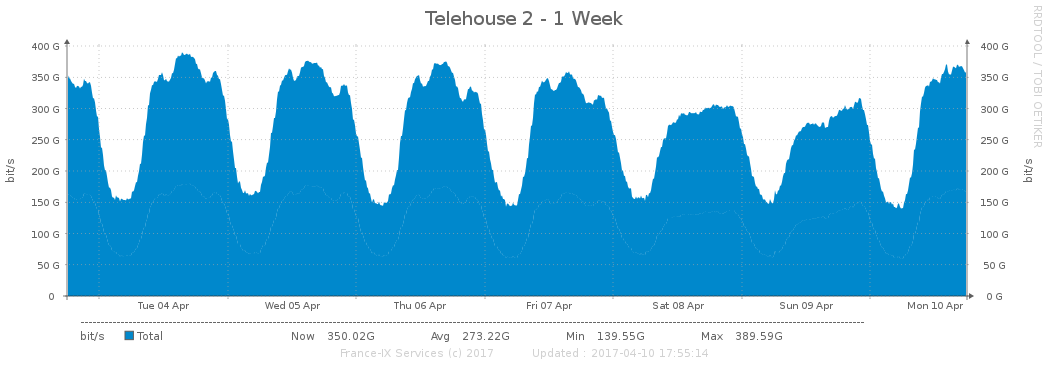 Telehouse 2 - 1 Week
RRDTOOL / TOBI OETIKER
400 G 400 G
350 G 350 G
300 G 300 G
250 G 250 G
200 G 200 G
150 G 150 G
100 G 100 G
50 G 50 G
0 0 G
bit/s bit/s
Tue 04 Apr Wed 05 Apr Thu 06 Apr Fri 07 Apr Sat 08 Apr Sun 09 Apr Mon 10 Apr
bit/s Total Now 350.02G Avg 273.22G Min 139.55G Max 389.59G
France-IX Services (c) 2017 Updated : 2017-04-10 17:55:14